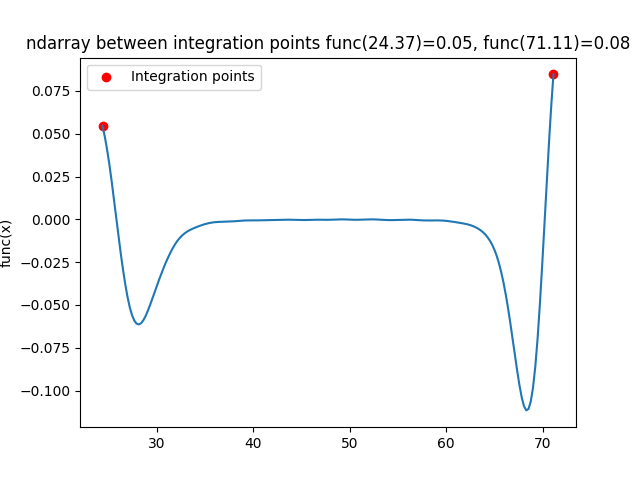 ndarray between integration points func(24.37)=0.05, func(71.11)=0.08
Integration points
func(x)
0.075
0.050
0.025
0.000
−0.025
−0.050
−0.075
−0.100
30 40 50 60 70